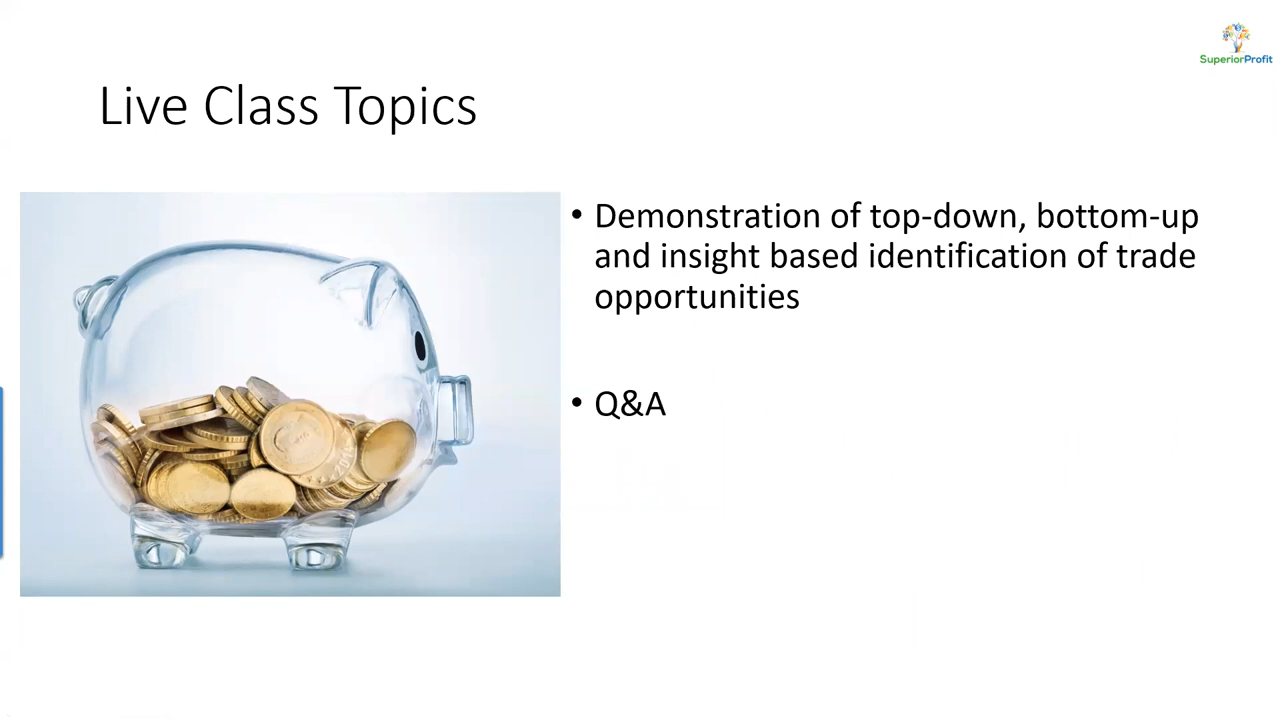 SuperiorProfit
Live Class Topics
• Demonstration of top-down, bottom-up
and insight based identification of trade
opportunities
• Q&A